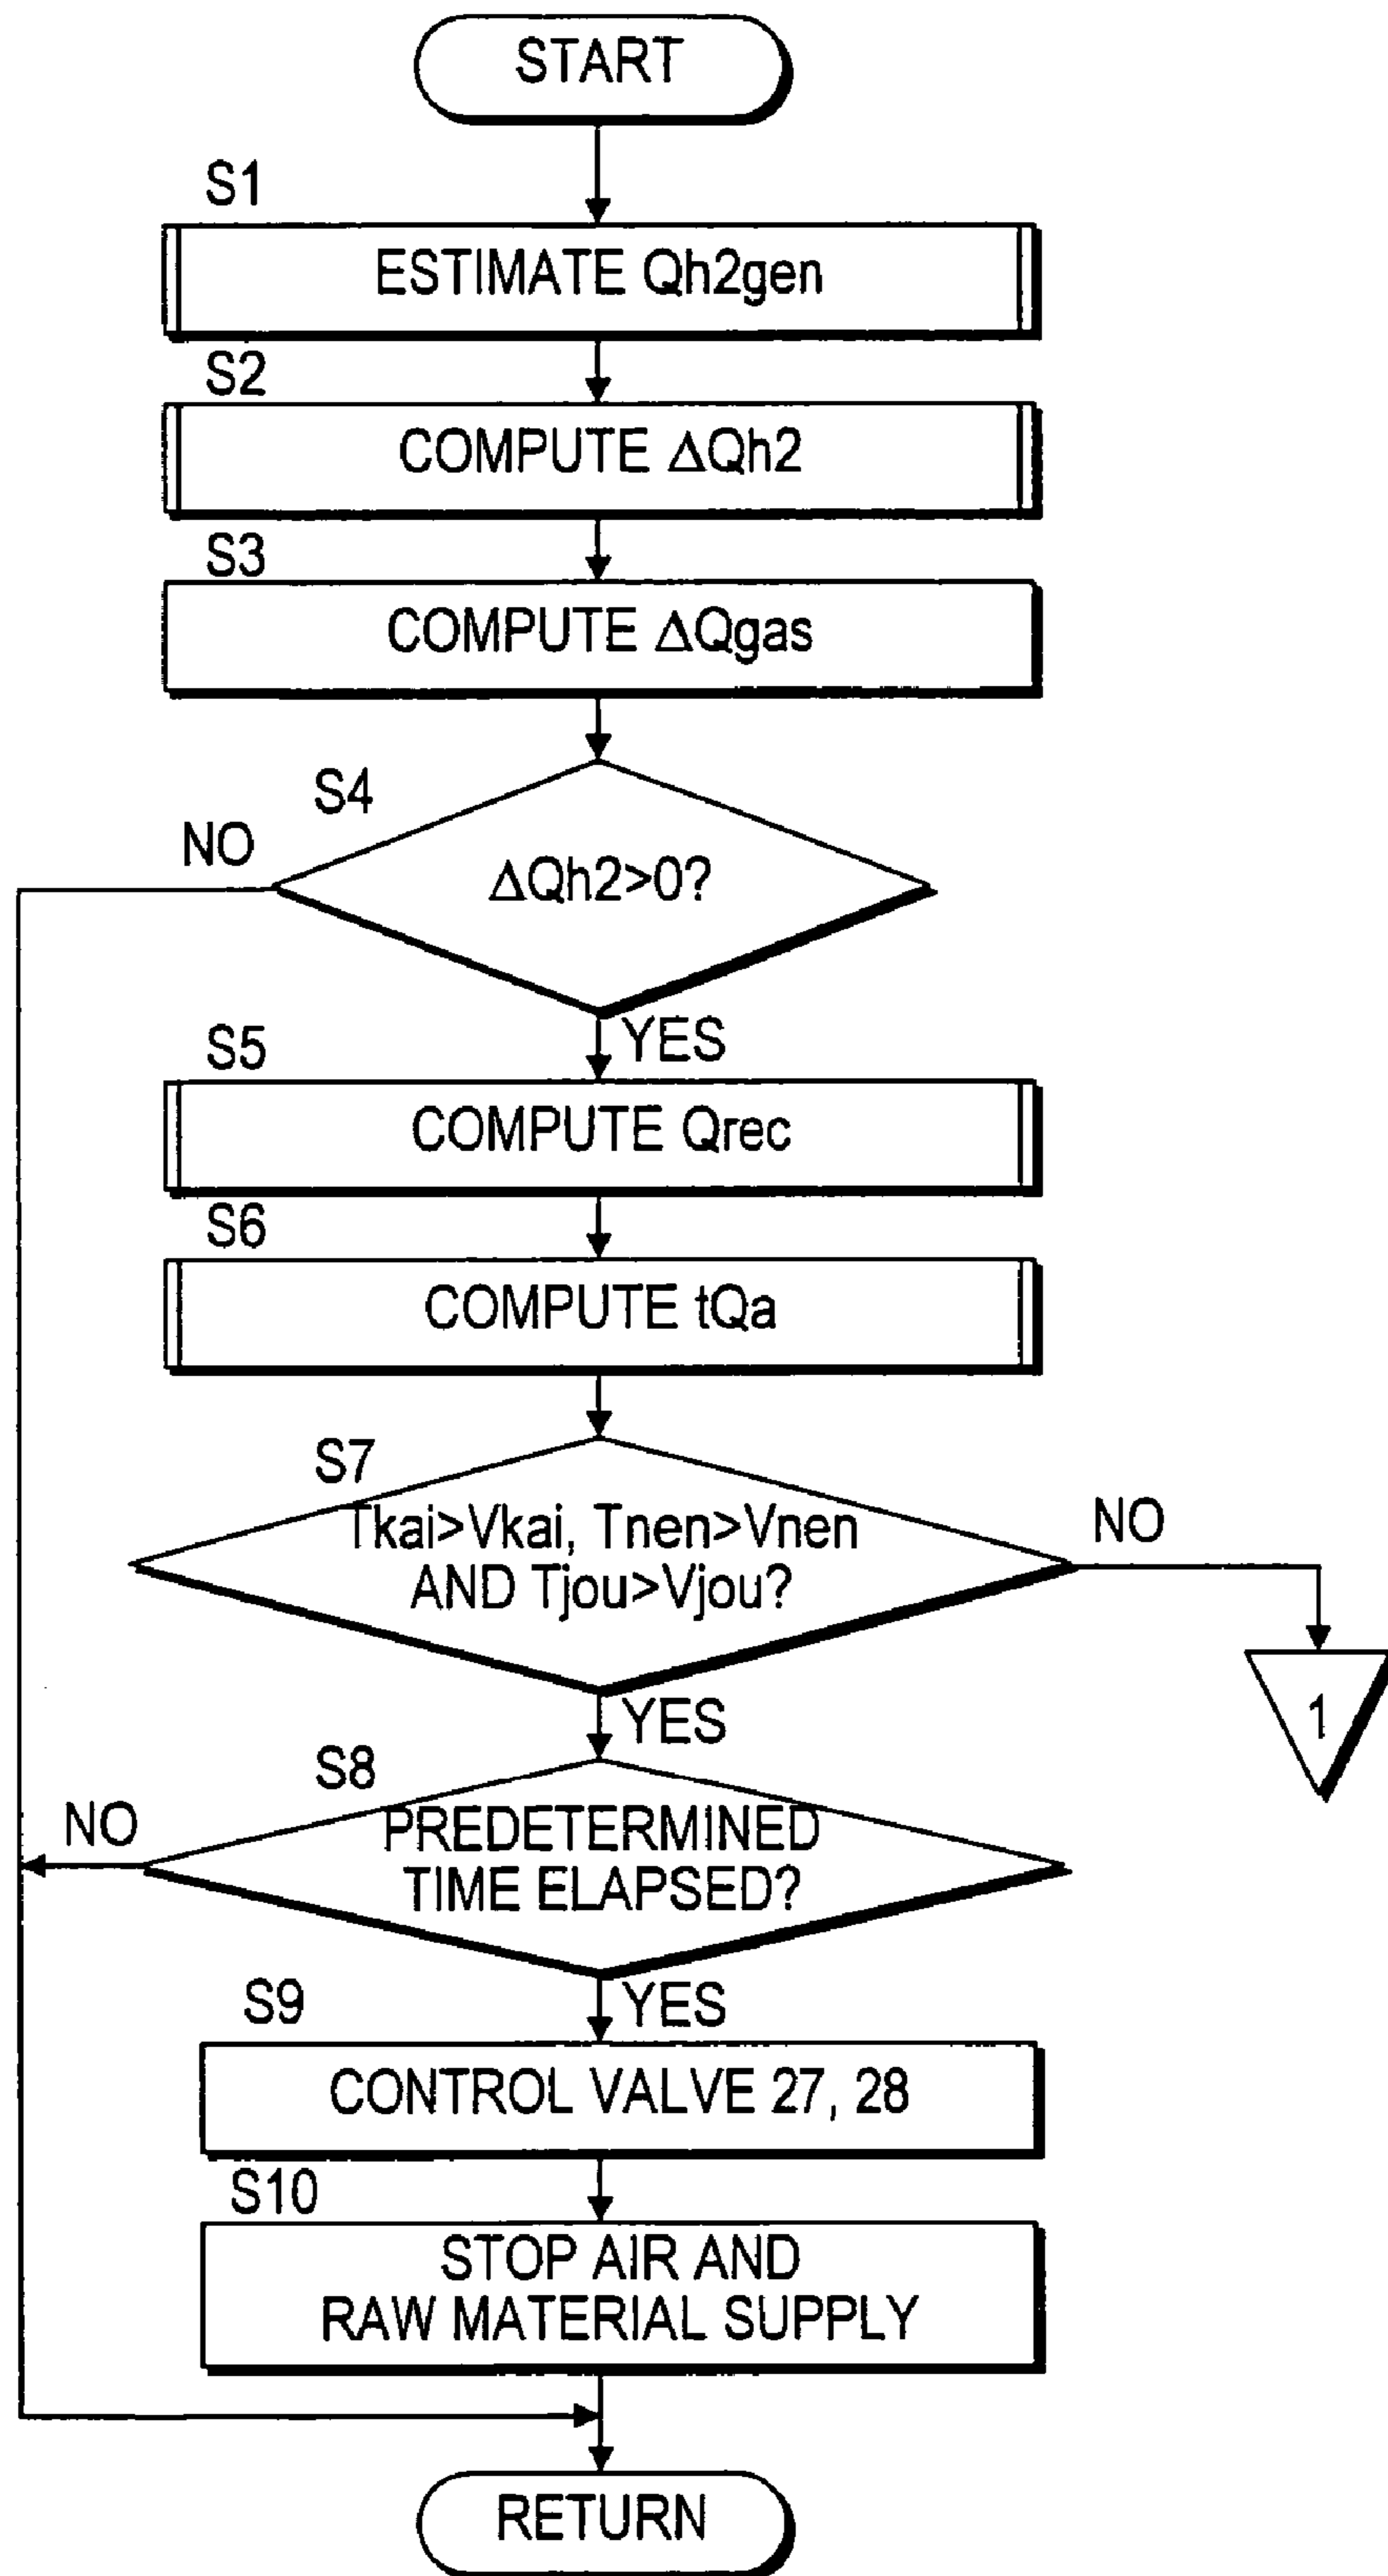 START
S1
ESTIMATE Qh2gen
S2
COMPUTE ΔQh2
S3
COMPUTE ΔQgas
S4
NO
ΔQh2>0?
YES
S5
COMPUTE Qrec
S6
COMPUTE tQa
S7
Tkai>Vkai, Tnen>Vnen
AND Tjou>Vjou?
NO
1
YES
S8
NO
PREDETERMINED
TIME ELAPSED?
YES
S9
CONTROL VALVE 27, 28
S10
STOP AIR AND
RAW MATERIAL SUPPLY
RETURN